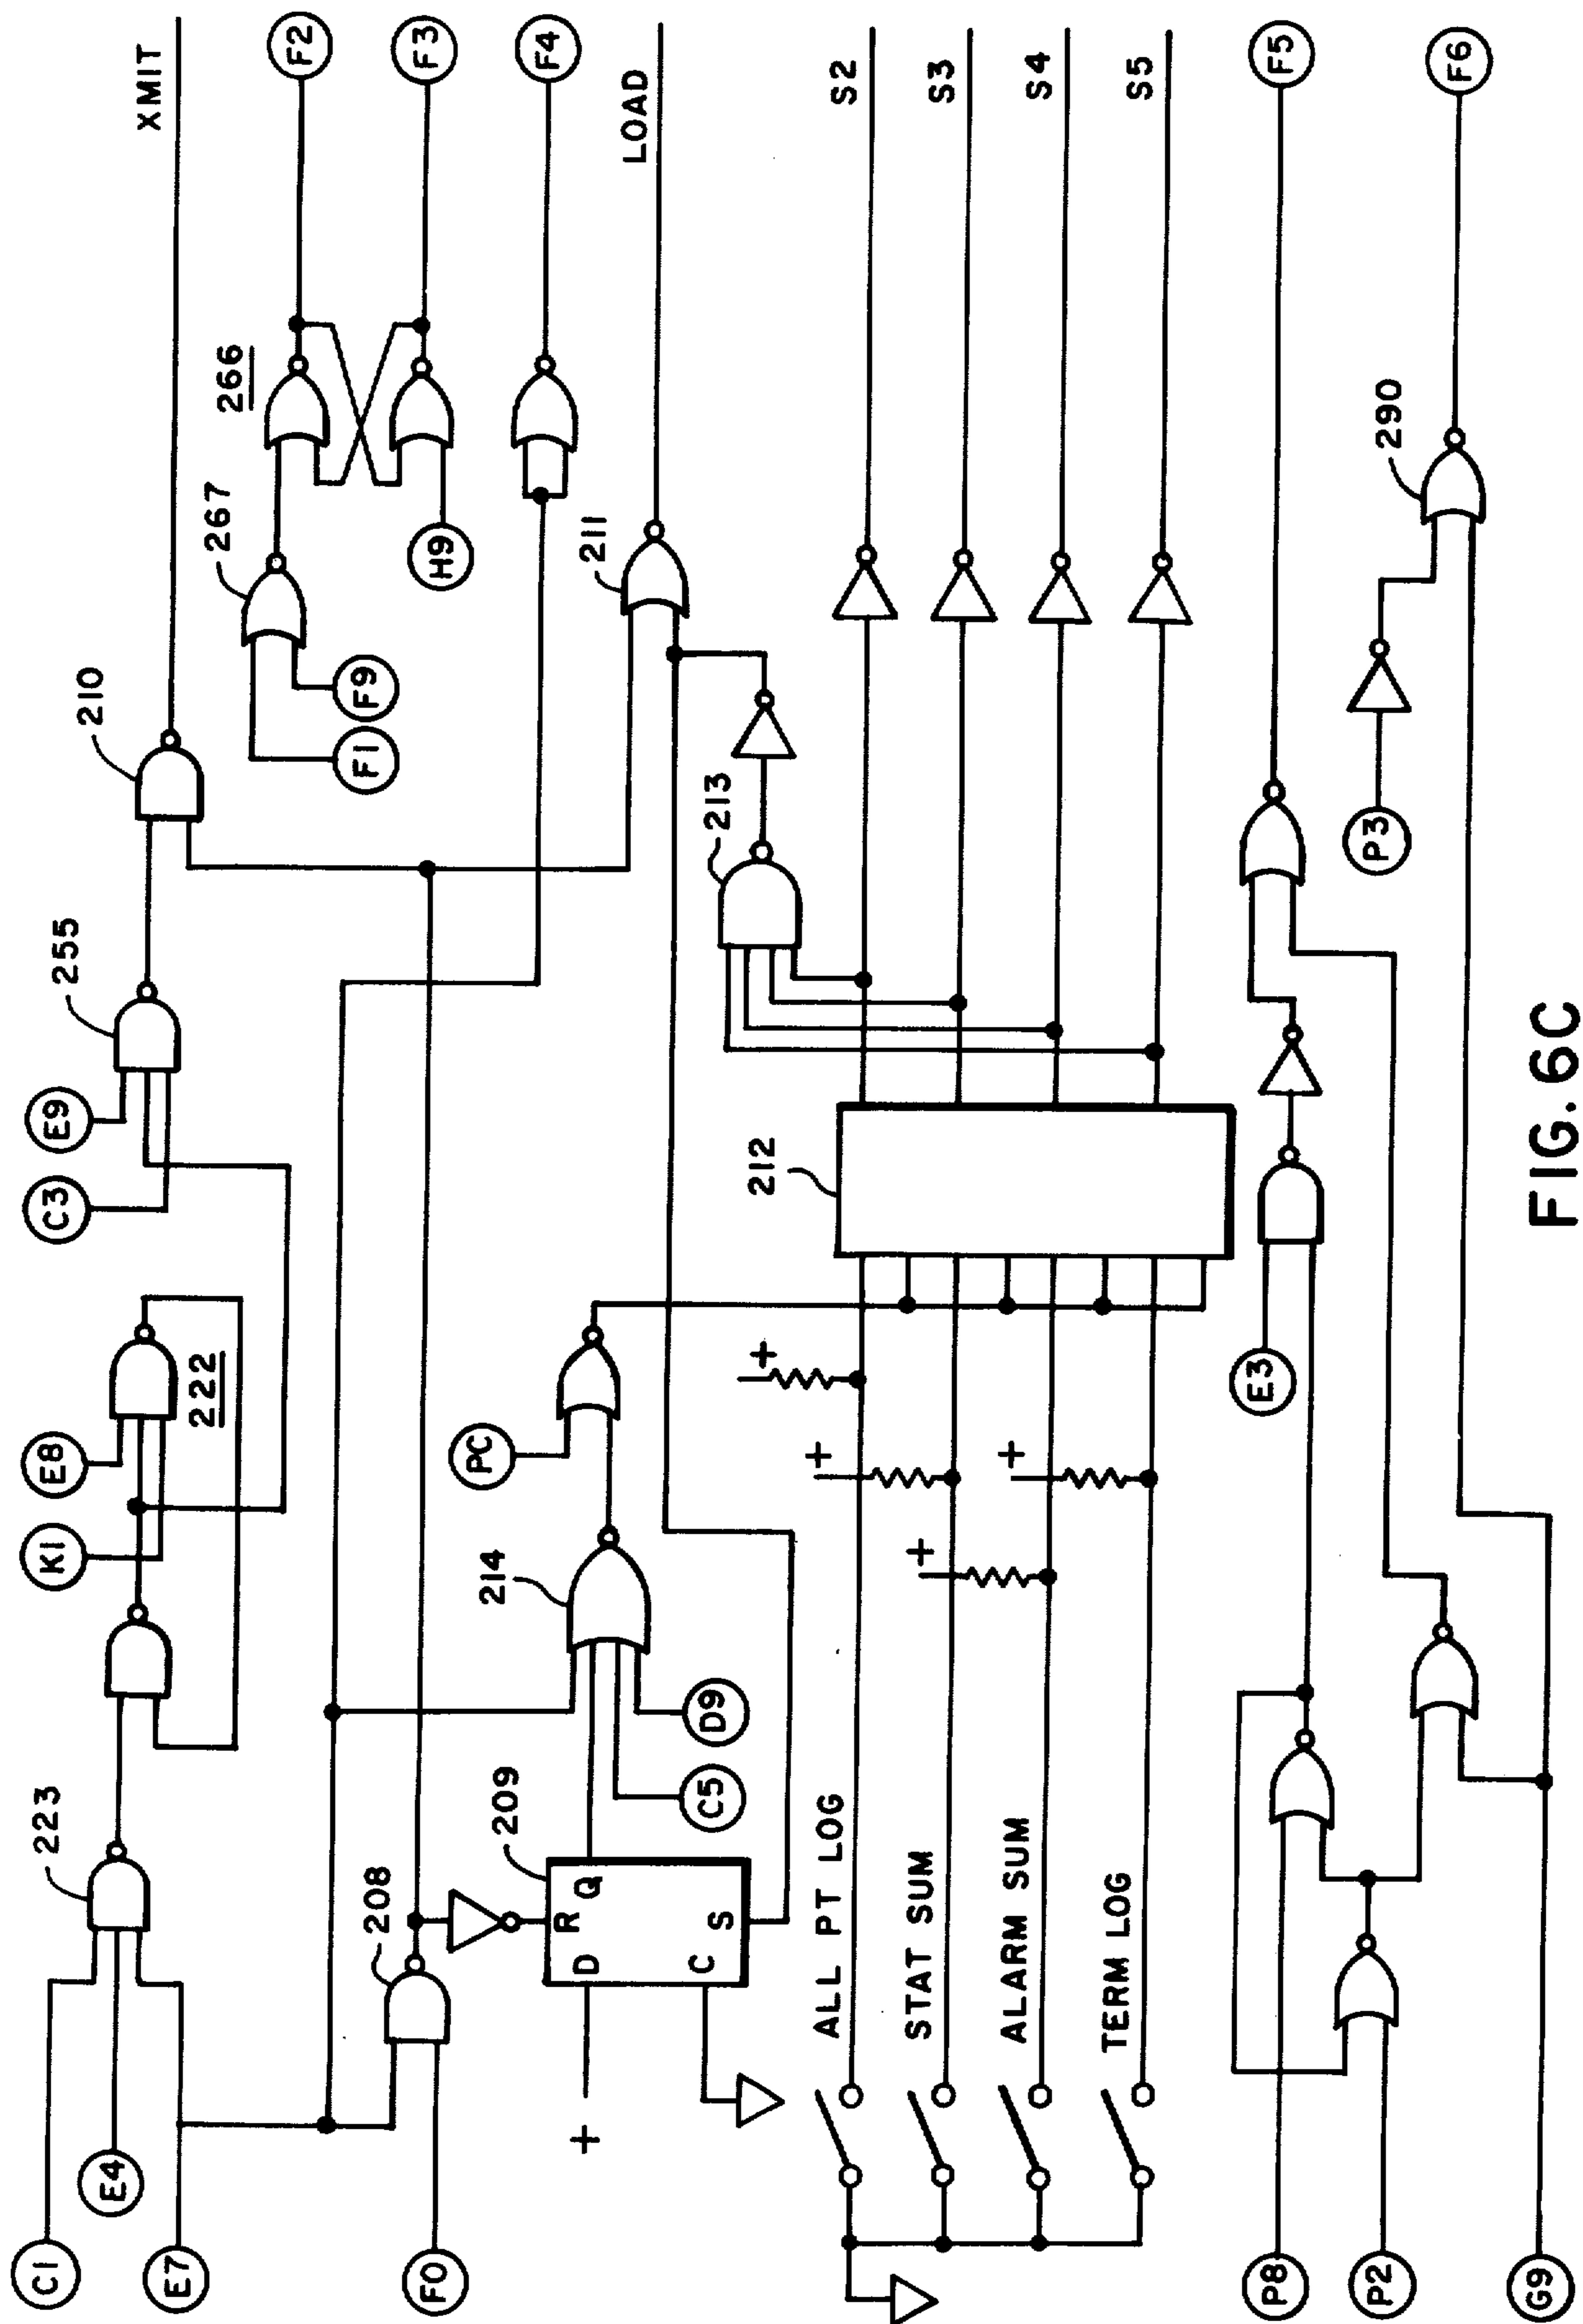 XMIT
F2
F3
F4
LOAD
S2
S3
S4
S5
F5
F6
210
266
267
H9
F9
F1
211
290
P3
255
E9
C3
213
212
222
E8
K1
PC
214
D9
C5
E3
+
+
+
+
223
208
209
R
Q
D
C
S
+
C1
E4
E7
F0
ALL PT LOG
STAT SUM
ALARM SUM
TERM LOG
P8
P2
G9
FIG. 6C